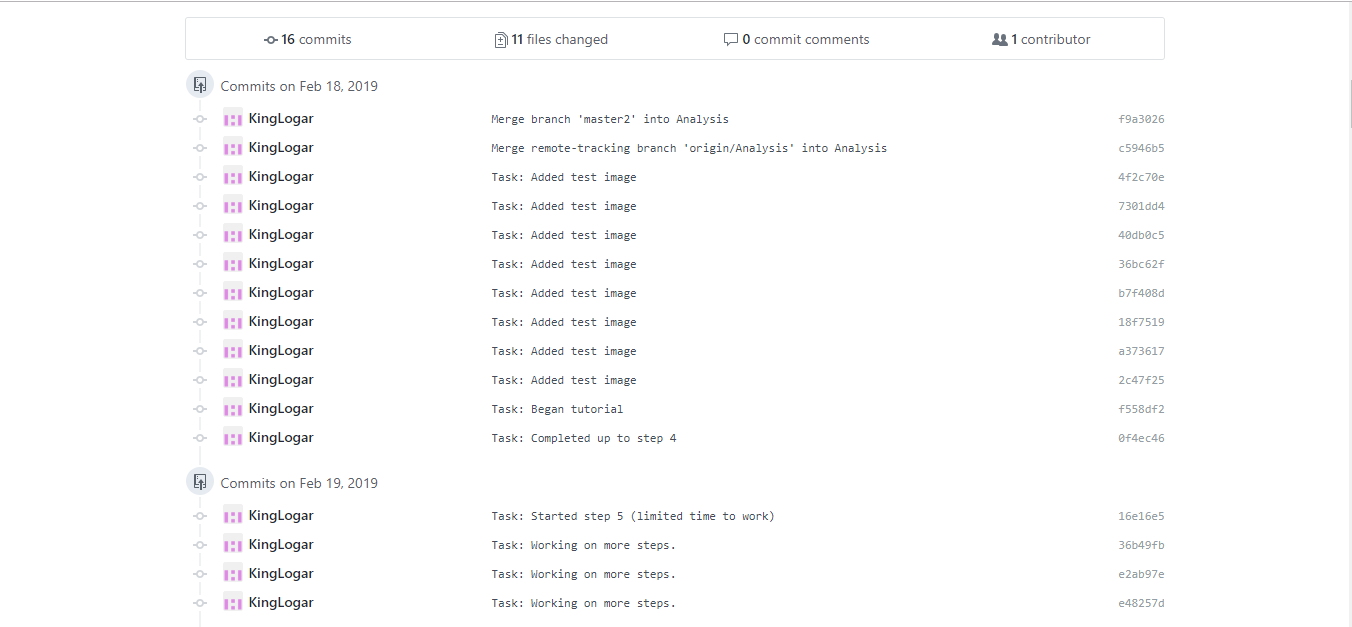 16 commits 11 files changed 0 commit comments 1 contributor
Commits on Feb 18, 2019
KingLogar Merge branch 'master2' into Analysis f9a3026
KingLogar Merge remote-tracking branch 'origin/Analysis' into Analysis c5946b5
KingLogar Task: Added test image 4f2c70e
KingLogar Task: Added test image 7301dd4
KingLogar Task: Added test image 40db0c5
KingLogar Task: Added test image 36bc62f
KingLogar Task: Added test image b7f408d
KingLogar Task: Added test image 18f7519
KingLogar Task: Added test image a373617
KingLogar Task: Added test image 2c47f25
KingLogar Task: Began tutorial f558df2
KingLogar Task: Completed up to step 4 0f4ec46
Commits on Feb 19, 2019
KingLogar Task: Started step 5 (limited time to work) 16e16e5
KingLogar Task: Working on more steps. 36b49fb
KingLogar Task: Working on more steps. e2ab97e
KingLogar Task: Working on more steps. e48257d